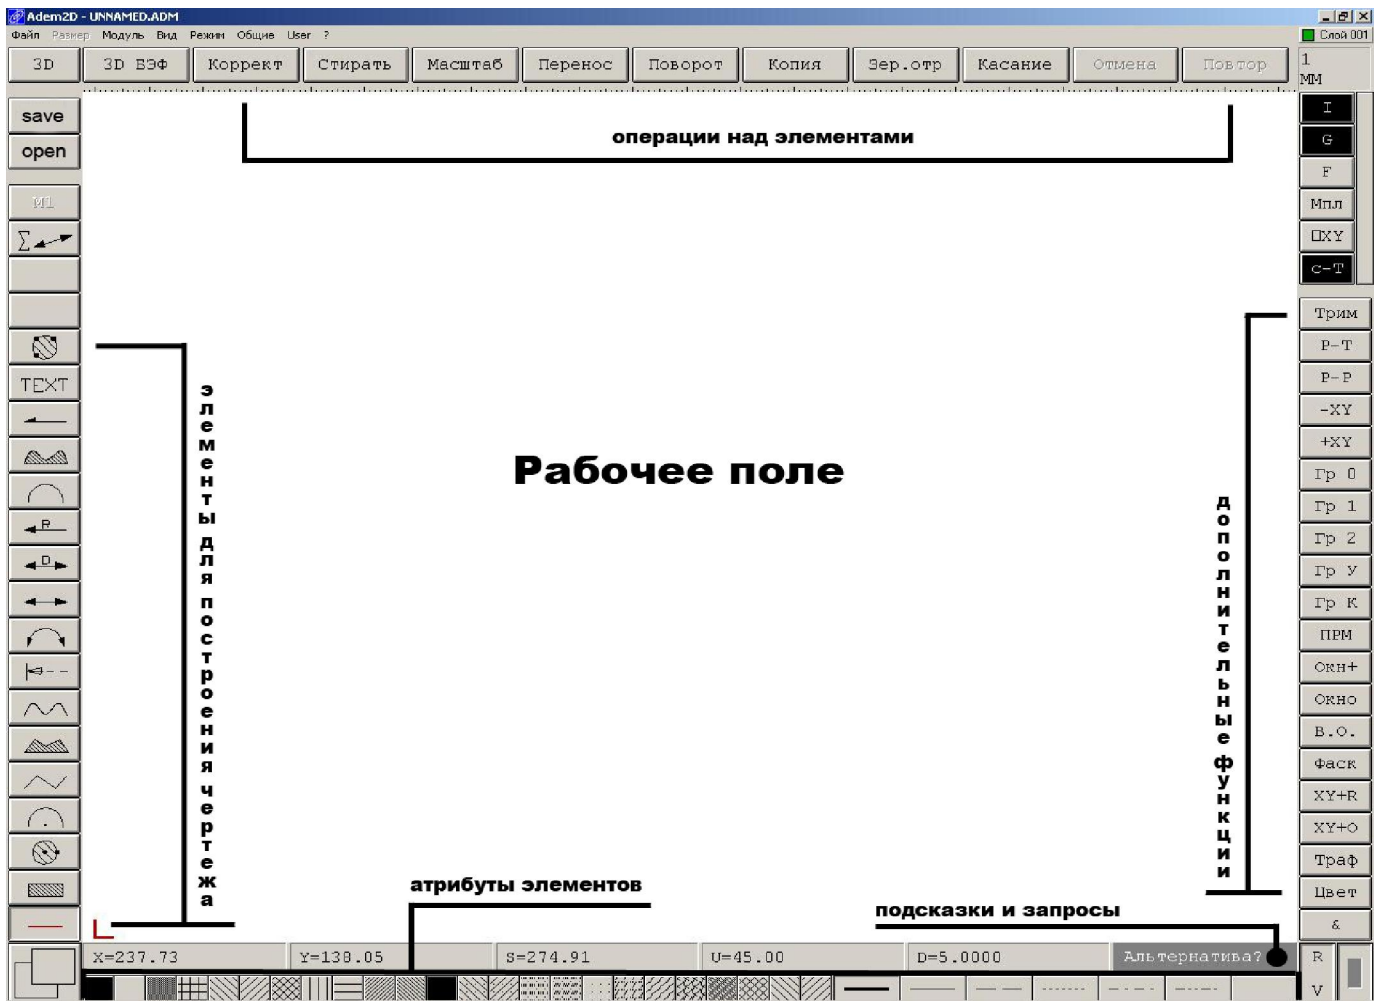 Adem2D - UNNAMED.ADM
Файл Размер Модуль Вид Режим Общие User ?
Слой 001
3D 3D БЭФ Коррект Стирать Масштаб Перенос Поворот Копия Зер.отр Касание Отмена Повтор
1
ММ
save
open
M1
TEXT
R
D
операции над элементами
элементы для построения чертежа
Рабочее поле
дополнительные функции
атрибуты элементов
подсказки и запросы
I
G
F
Мпл
□XY
с-Т
Трим
Р-Т
Р-Р
-XY
+XY
Гр 0
Гр 1
Гр 2
Гр У
Гр К
ПРМ
Окн+
Окно
В.О.
Фаск
XY+R
XY+O
Траф
Цвет
&
X=237.73 Y=138.05 S=274.91 U=45.00 D=5.0000 Альтернатива?
R
V